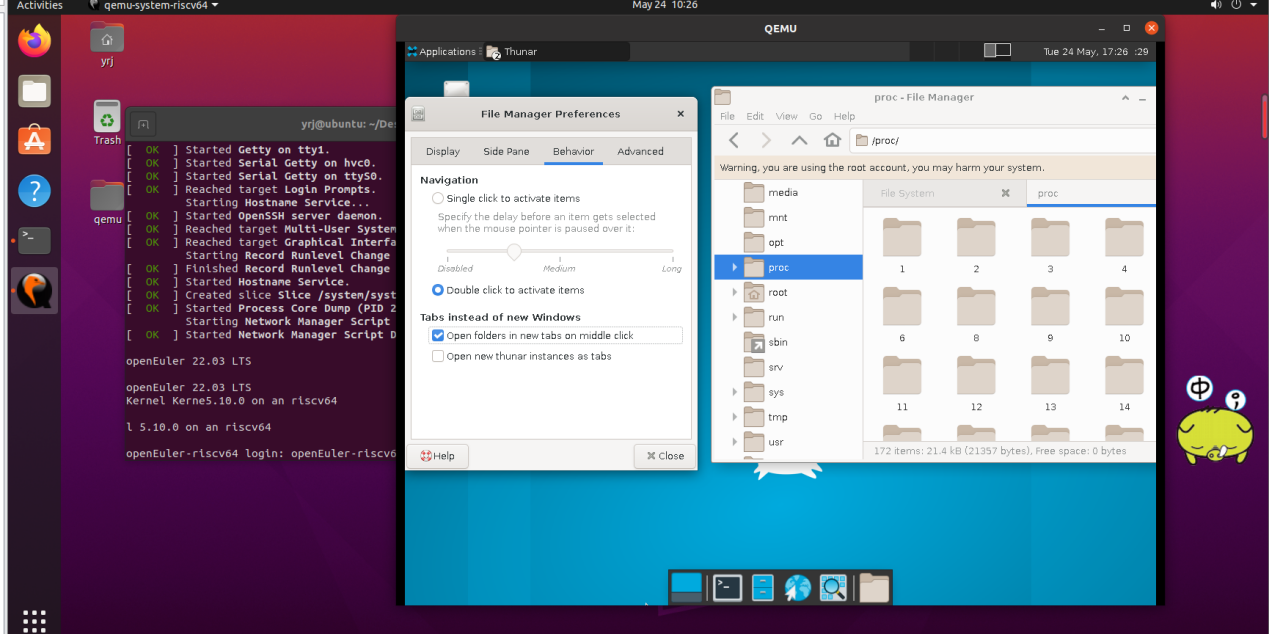 Activities
qemu-system-riscv64
May 24 10:26
yrj
Trash
qemu
yrj@ubuntu: ~/Des
[ OK ] Started Getty on tty1.
[ OK ] Started Serial Getty on hvc0.
[ OK ] Started Serial Getty on ttyS0.
[ OK ] Reached target Login Prompts.
Starting Hostname Service...
[ OK ] Started OpenSSH server daemon.
[ OK ] Reached target Multi-User System
[ OK ] Reached target Graphical Interfa
Starting Record Runlevel Change
[ OK ] Finished Record Runlevel Change
[ OK ] Started Hostname Service.
[ OK ] Created slice Slice /system/syst
[ OK ] Started Process Core Dump (PID 2
Starting Network Manager Script
[ OK ] Started Network Manager Script D
openEuler 22.03 LTS
openEuler 22.03 LTS
Kernel Kerne5.10.0 on an riscv64
l 5.10.0 on an riscv64
openEuler-riscv64 login: openEuler-riscv6
QEMU
Applications
2
Thunar
Tue 24 May, 17:26 :29
File Manager Preferences
Display
Side Pane
Behavior
Advanced
Navigation
Single click to activate items
Specify the delay before an item gets selected
when the mouse pointer is paused over it:
Disabled
Medium
Long
Double click to activate items
Tabs instead of new Windows
Open folders in new tabs on middle click
Open new thunar instances as tabs
Help
Close
proc - File Manager
File
Edit
View
Go
Help
/proc/
Warning, you are using the root account, you may harm your system.
media
mnt
opt
proc
root
run
sbin
srv
sys
tmp
usr
File System
proc
1
2
3
4
6
8
9
10
11
12
13
14
172 items: 21.4 kB (21357 bytes), Free space: 0 bytes
中